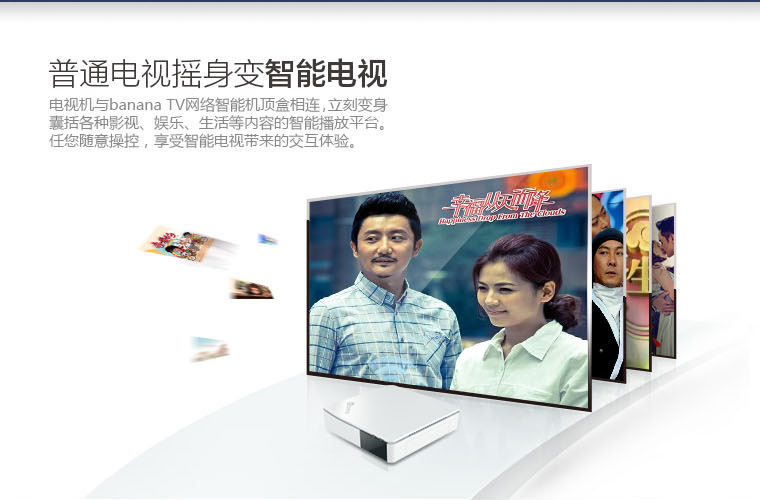 普通电视摇身变智能电视
电视机与banana TV网络智能机顶盒相连,立刻变身
囊括各种影视、娱乐、生活等内容的智能播放平台。
任您随意操控，享受智能电视带来的交互体验。
幸福从天而降
Happiness Drop From The Clouds